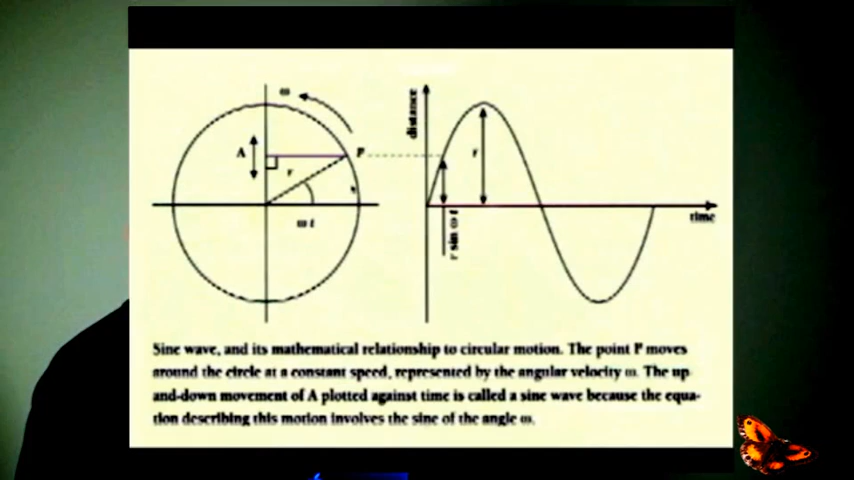 ω
distance
A
P
r
r
ω t
r sin ω t
time
Sine wave, and its mathematical relationship to circular motion. The point P moves
around the circle at a constant speed, represented by the angular velocity ω. The up-
and-down movement of A plotted against time is called a sine wave because the equa-
tion describing this motion involves the sine of the angle ω.